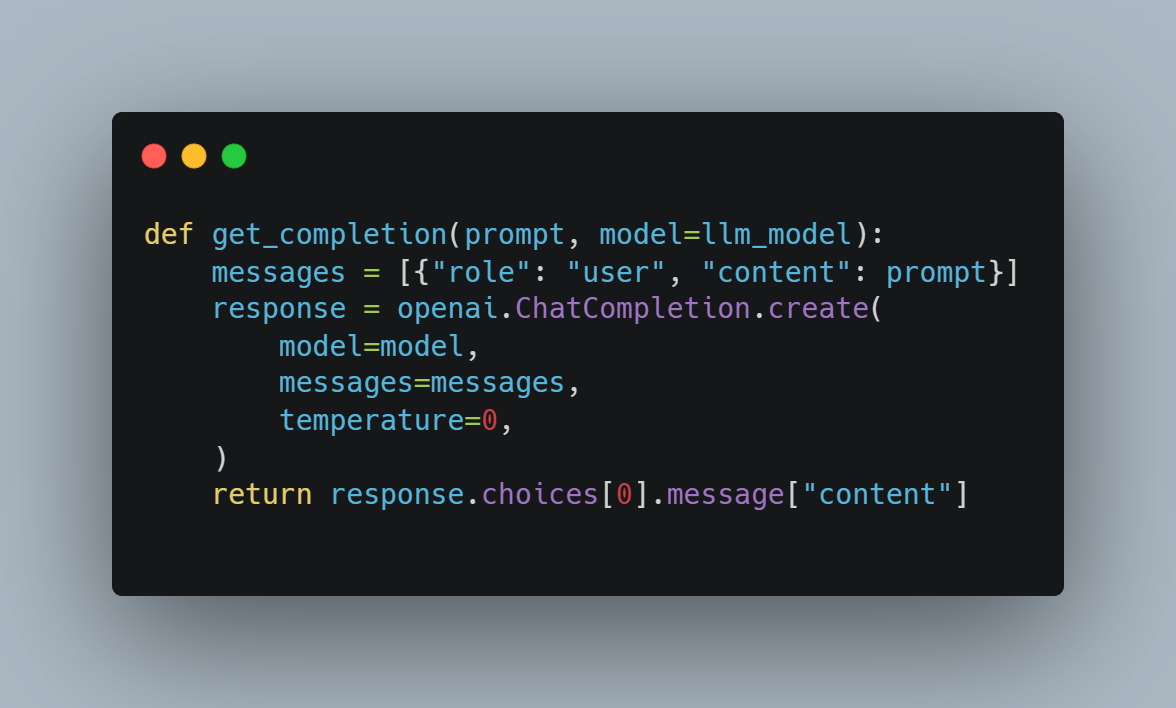 def get_completion(prompt, model=llm_model):
    messages = [{"role": "user", "content": prompt}]
    response = openai.ChatCompletion.create(
        model=model,
        messages=messages,
        temperature=0,
    )
    return response.choices[0].message["content"]